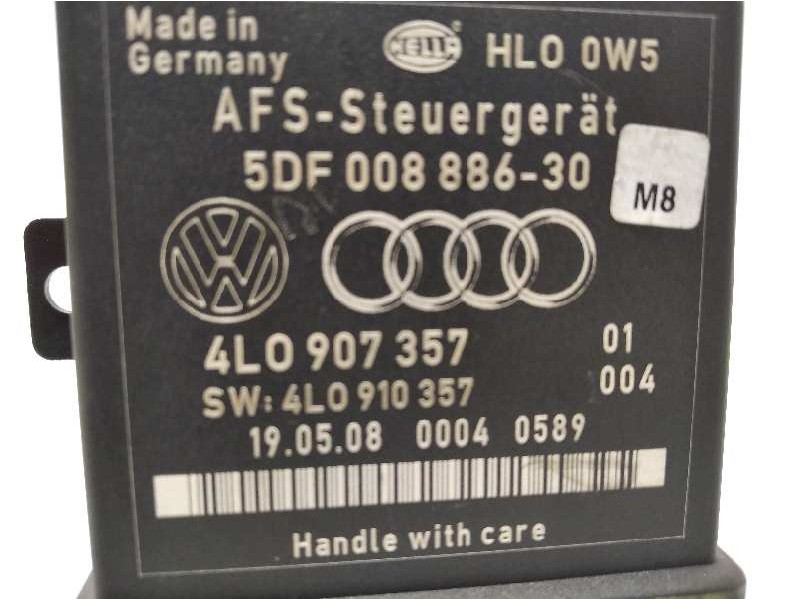 Made in
Germany
HELLA
HL0 0W5
AFS-Steuergerät
5DF 008 886-30
M8
4L0 907 357
01
SW: 4L0 910 357
004
19.05.08 0004 0589
Handle with care